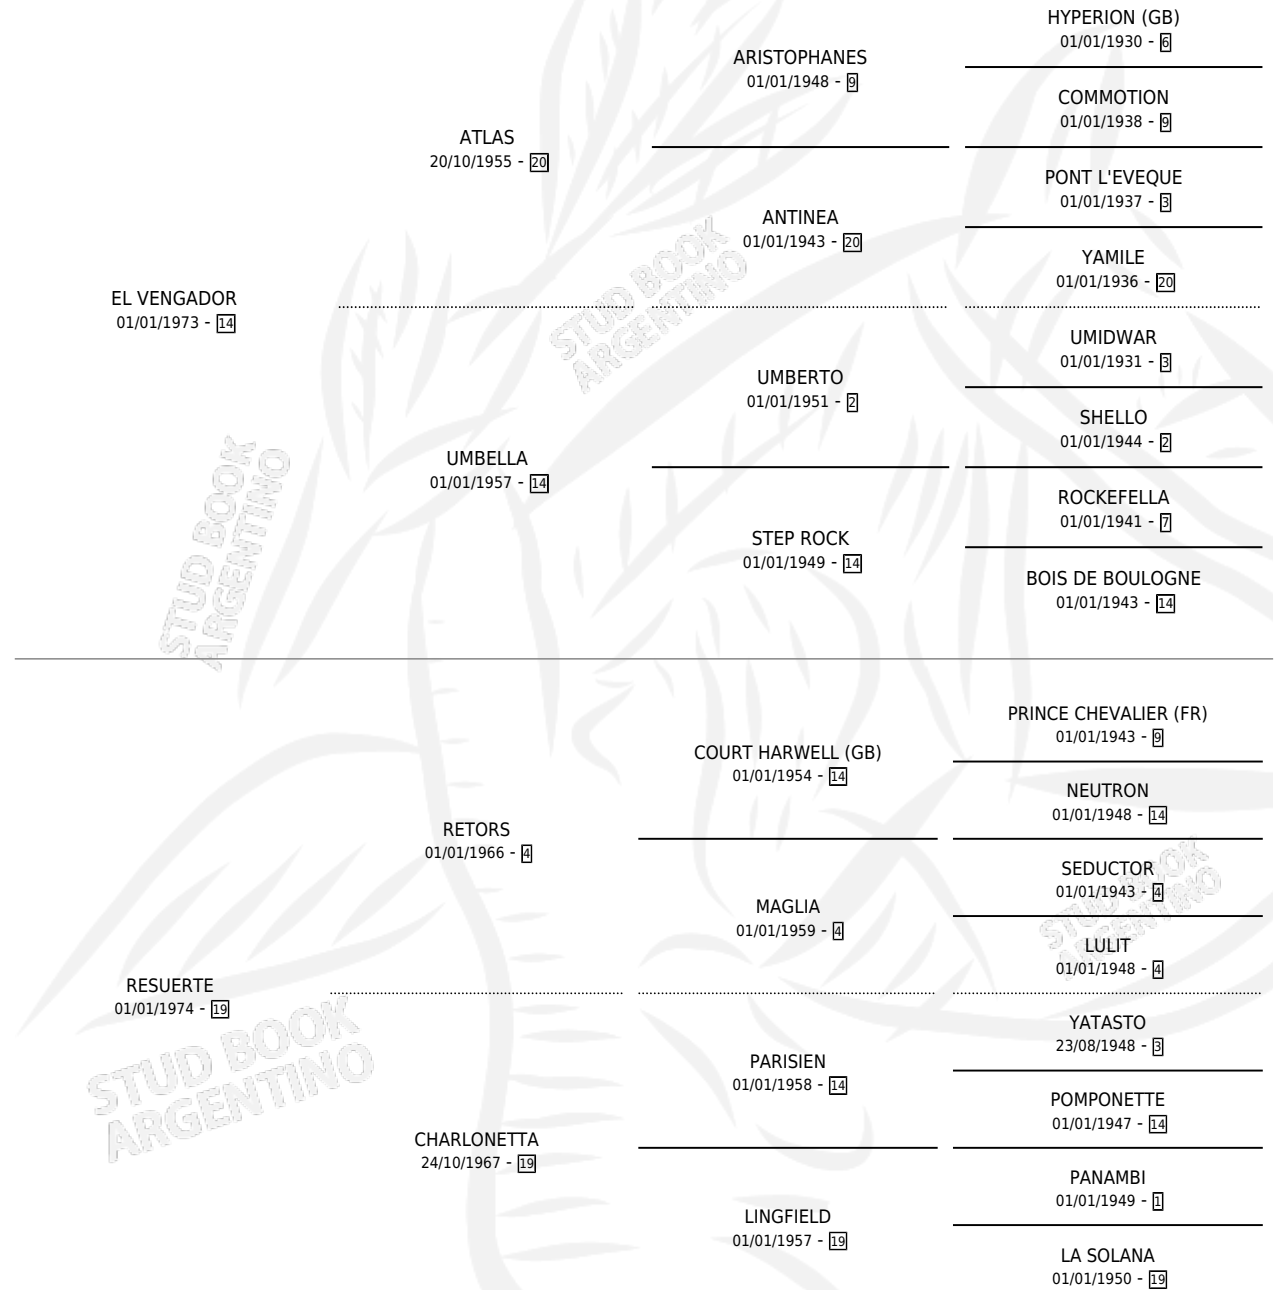 HYPERION (GB)
01/01/1930 - 6
ARISTOPHANES
01/01/1948 - 9
COMMOTION
01/01/1938 - 9
ATLAS
20/10/1955 - 20
PONT L'EVEQUE
01/01/1937 - 3
ANTINEA
01/01/1943 - 20
YAMILE
01/01/1936 - 20
EL VENGADOR
01/01/1973 - 14
UMIDWAR
01/01/1931 - 3
UMBERTO
01/01/1951 - 2
SHELLO
01/01/1944 - 2
UMBELLA
01/01/1957 - 14
ROCKEFELLA
01/01/1941 - 7
STEP ROCK
01/01/1949 - 14
BOIS DE BOULOGNE
01/01/1943 - 14
STUD BOOK
ARGENTINO
STUD BOOK
ARGENTINO
PRINCE CHEVALIER (FR)
01/01/1943 - 9
COURT HARWELL (GB)
01/01/1954 - 14
NEUTRON
01/01/1948 - 14
RETORS
01/01/1966 - 4
SEDUCTOR
01/01/1943 - 4
MAGLIA
01/01/1959 - 4
LULIT
01/01/1948 - 4
RESUERTE
01/01/1974 - 19
YATASTO
23/08/1948 - 3
PARISIEN
01/01/1958 - 14
POMPONETTE
01/01/1947 - 14
CHARLONETTA
24/10/1967 - 19
PANAMBI
01/01/1949 - 1
LINGFIELD
01/01/1957 - 19
LA SOLANA
01/01/1950 - 19
STUD BOOK
ARGENTINO
STUD BOOK
ARGENTINO